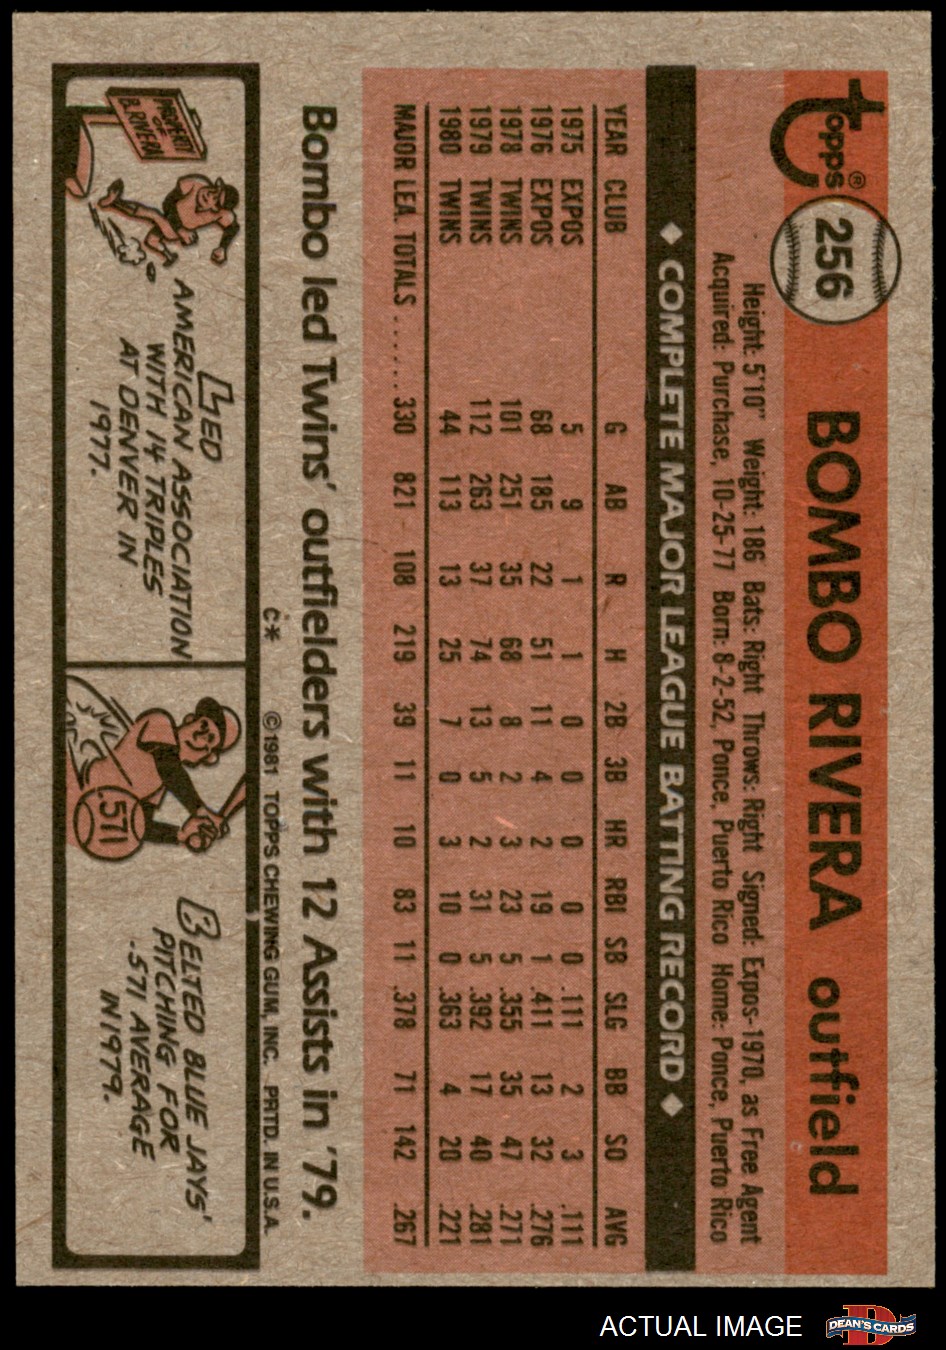 Topps®
256
BOMBO RIVERA outfield
Height: 5'10" Weight: 186 Bats: Right Throws: Right Signed: Expos-1970, as Free Agent
Acquired: Purchase, 10-25-77 Born: 8-2-52, Ponce, Puerto Rico Home: Ponce, Puerto Rico
◆ COMPLETE MAJOR LEAGUE BATTING RECORD ◆
YEAR CLUB G AB R H 2B 3B HR RBI SB SLG BB SO AVG
1975 EXPOS 5 9 1 1 0 0 0 0 0 .111 2 3 .111
1976 EXPOS 68 185 22 51 11 4 2 19 1 .411 13 32 .276
1978 TWINS 101 251 35 68 8 2 3 23 5 .355 35 47 .271
1979 TWINS 112 263 37 74 13 5 2 31 5 .392 17 40 .281
1980 TWINS 44 113 13 25 7 0 3 10 0 .363 4 20 .221
MAJOR LEA. TOTALS ...... 330 821 108 219 39 11 10 83 11 .378 71 142 .267
Bombo led Twins' outfielders with 12 Assists in '79.
C* ©1981 TOPPS CHEWING GUM, INC. PRTD. IN U.S.A.
PROPERTY
OF
B. RIVERA
LED
AMERICAN ASSOCIATION
WITH 14 TRIPLES
AT DENVER IN
1977.
.571
BELTED BLUE JAYS'
PITCHING FOR
.571 AVERAGE
IN 1979.
ACTUAL IMAGE
D
DEAN'S CARDS